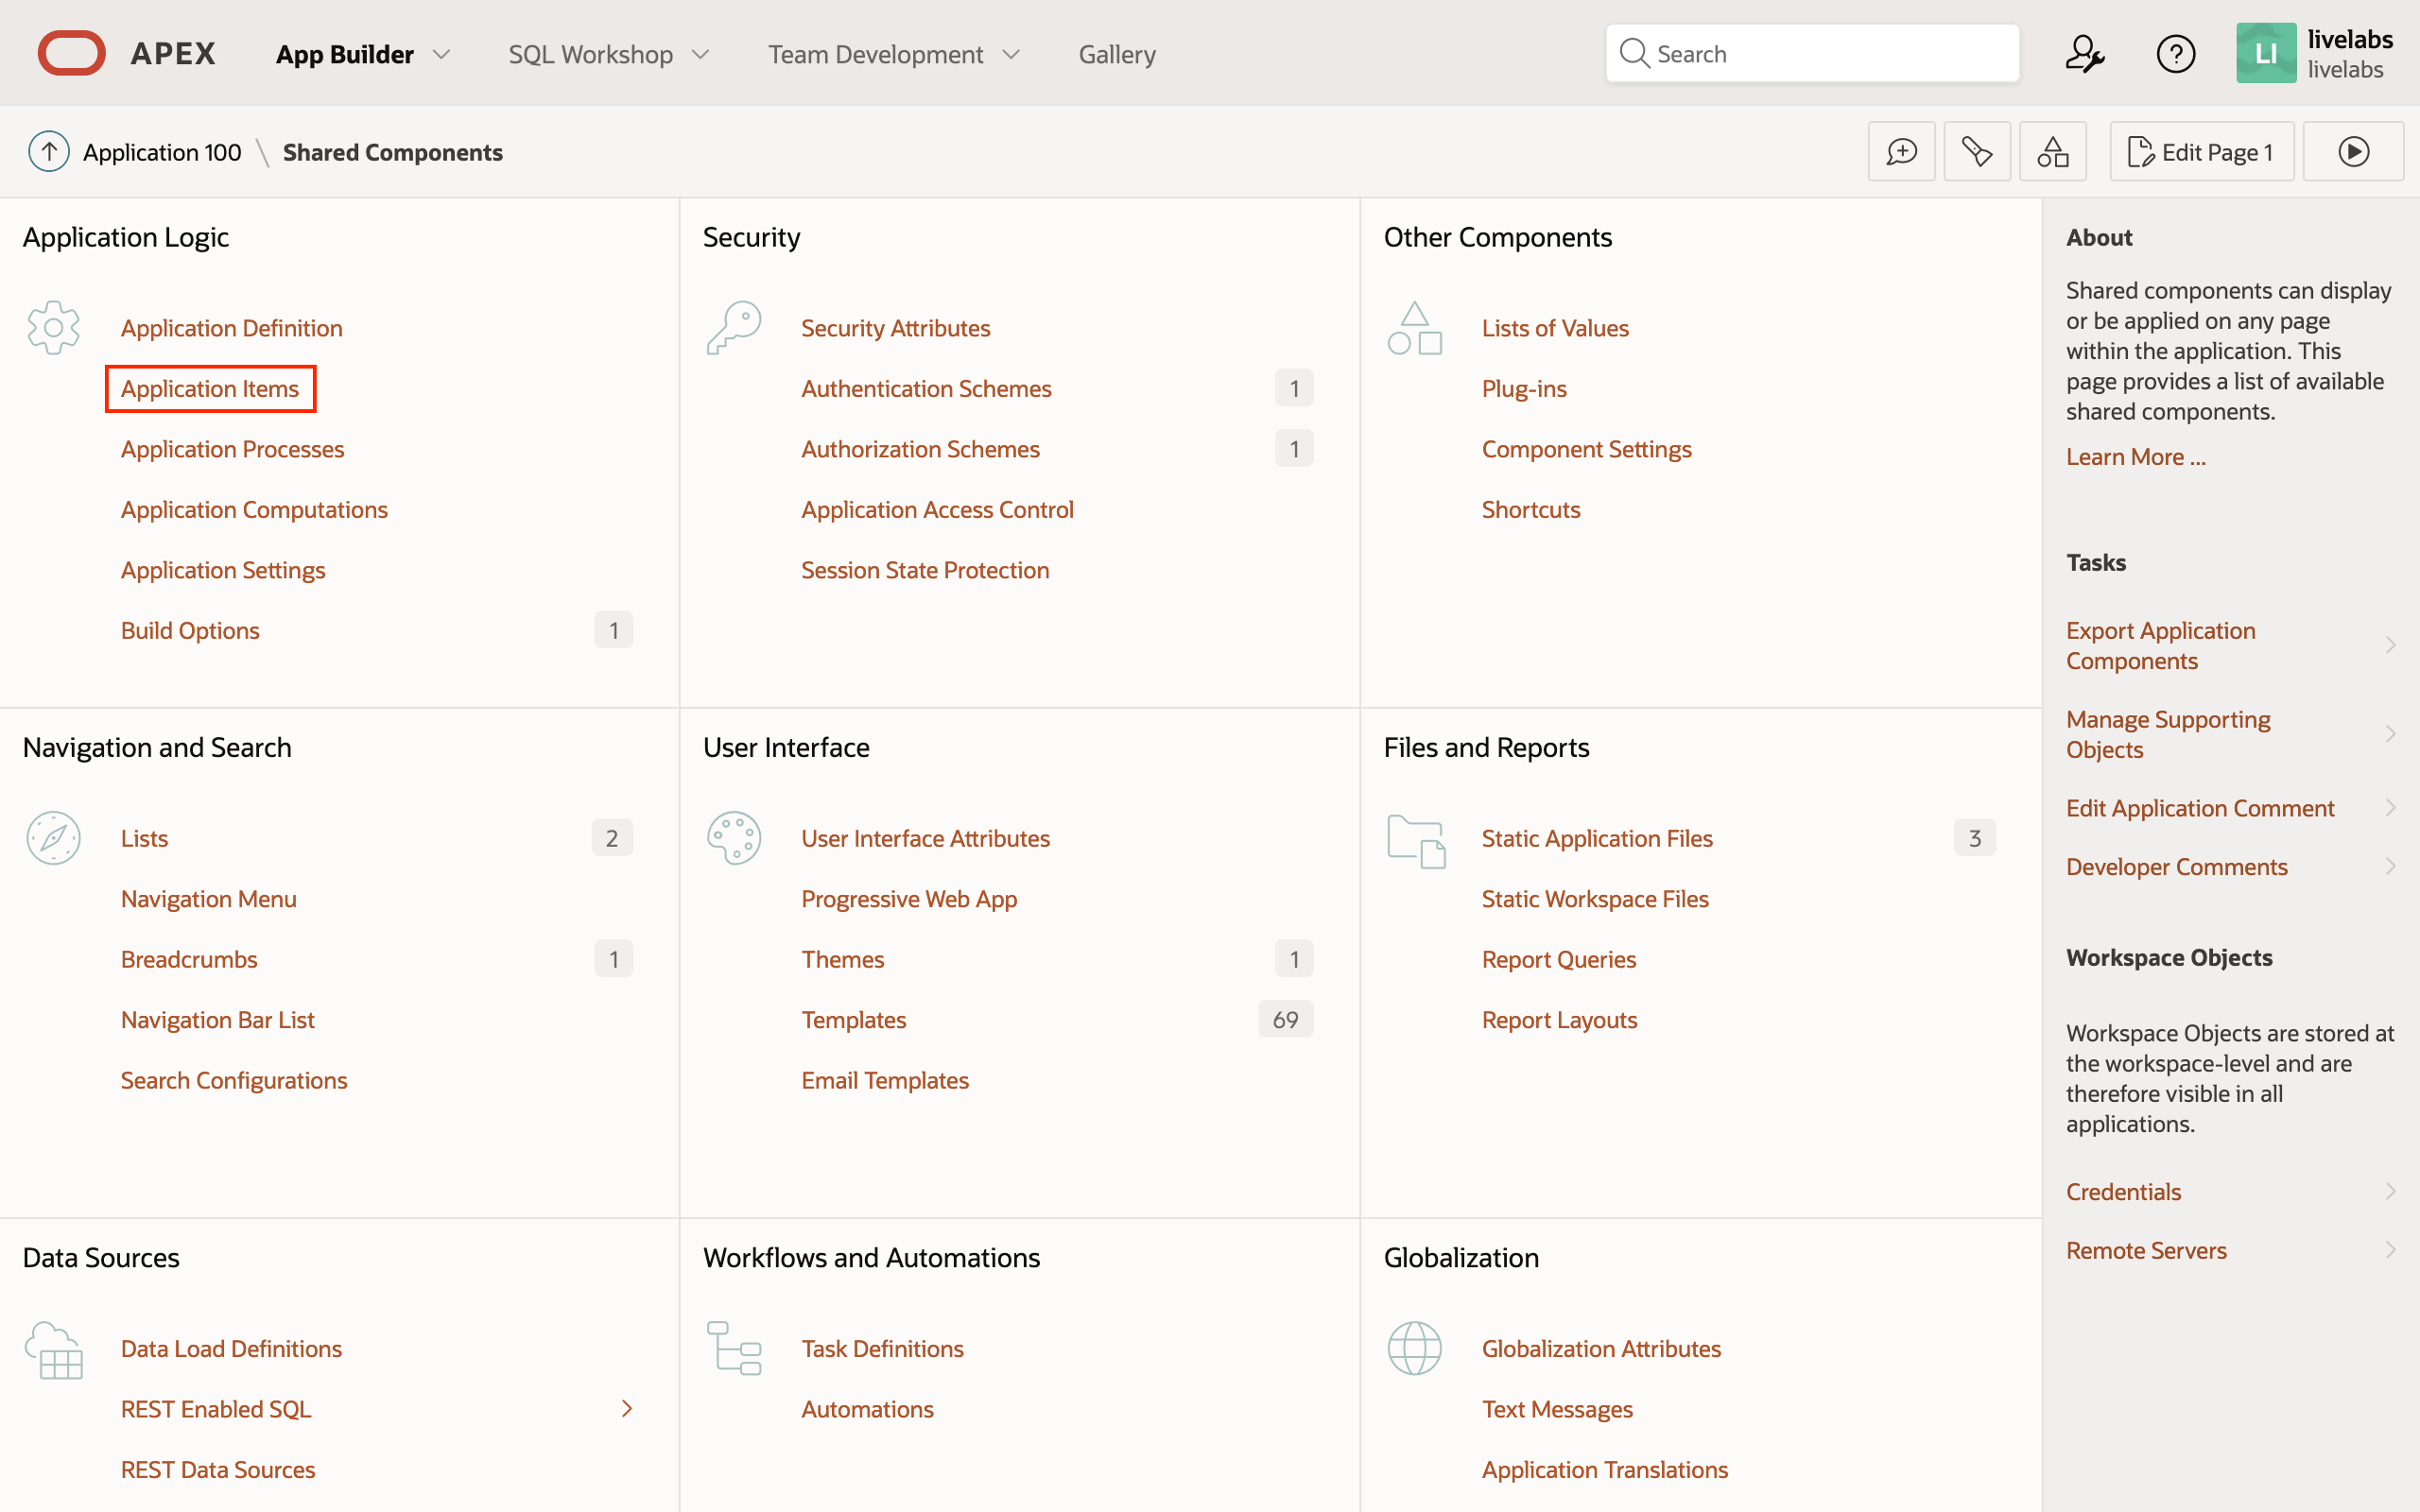 APEX
App Builder
SQL Workshop
Team Development
Gallery
Search
LI
livelabs
livelabs
Application 100
Shared Components
Edit Page 1
Application Logic
Application Definition
Application Items
Application Processes
Application Computations
Application Settings
Build Options 1
Security
Security Attributes
Authentication Schemes 1
Authorization Schemes 1
Application Access Control
Session State Protection
Other Components
Lists of Values
Plug-ins
Component Settings
Shortcuts
Navigation and Search
Lists 2
Navigation Menu
Breadcrumbs 1
Navigation Bar List
Search Configurations
User Interface
User Interface Attributes
Progressive Web App
Themes 1
Templates 69
Email Templates
Files and Reports
Static Application Files 3
Static Workspace Files
Report Queries
Report Layouts
Data Sources
Data Load Definitions
REST Enabled SQL
REST Data Sources
Workflows and Automations
Task Definitions
Automations
Globalization
Globalization Attributes
Text Messages
Application Translations
About
Shared components can display
or be applied on any page
within the application. This
page provides a list of available
shared components.
Learn More ...
Tasks
Export Application
Components
Manage Supporting
Objects
Edit Application Comment
Developer Comments
Workspace Objects
Workspace Objects are stored at
the workspace-level and are
therefore visible in all
applications.
Credentials
Remote Servers